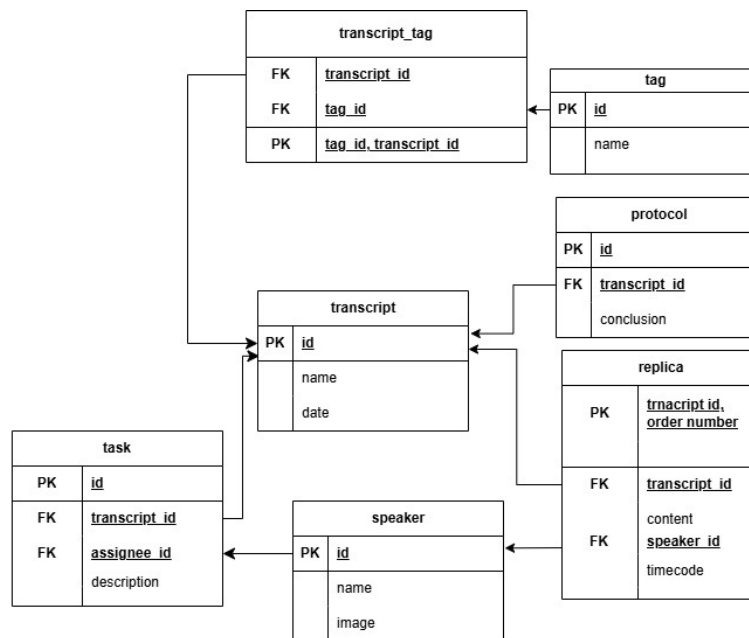 transcript_tag
FK transcript_id
FK tag_id
PK tag_id, transcript_id
tag
PK id
name
protocol
PK id
FK transcript_id
conclusion
transcript
PK id
name
date
replica
PK trnacript id,
order number
FK transcript_id
content
FK speaker_id
timecode
task
PK id
FK transcript_id
FK assignee_id
description
speaker
PK id
name
image